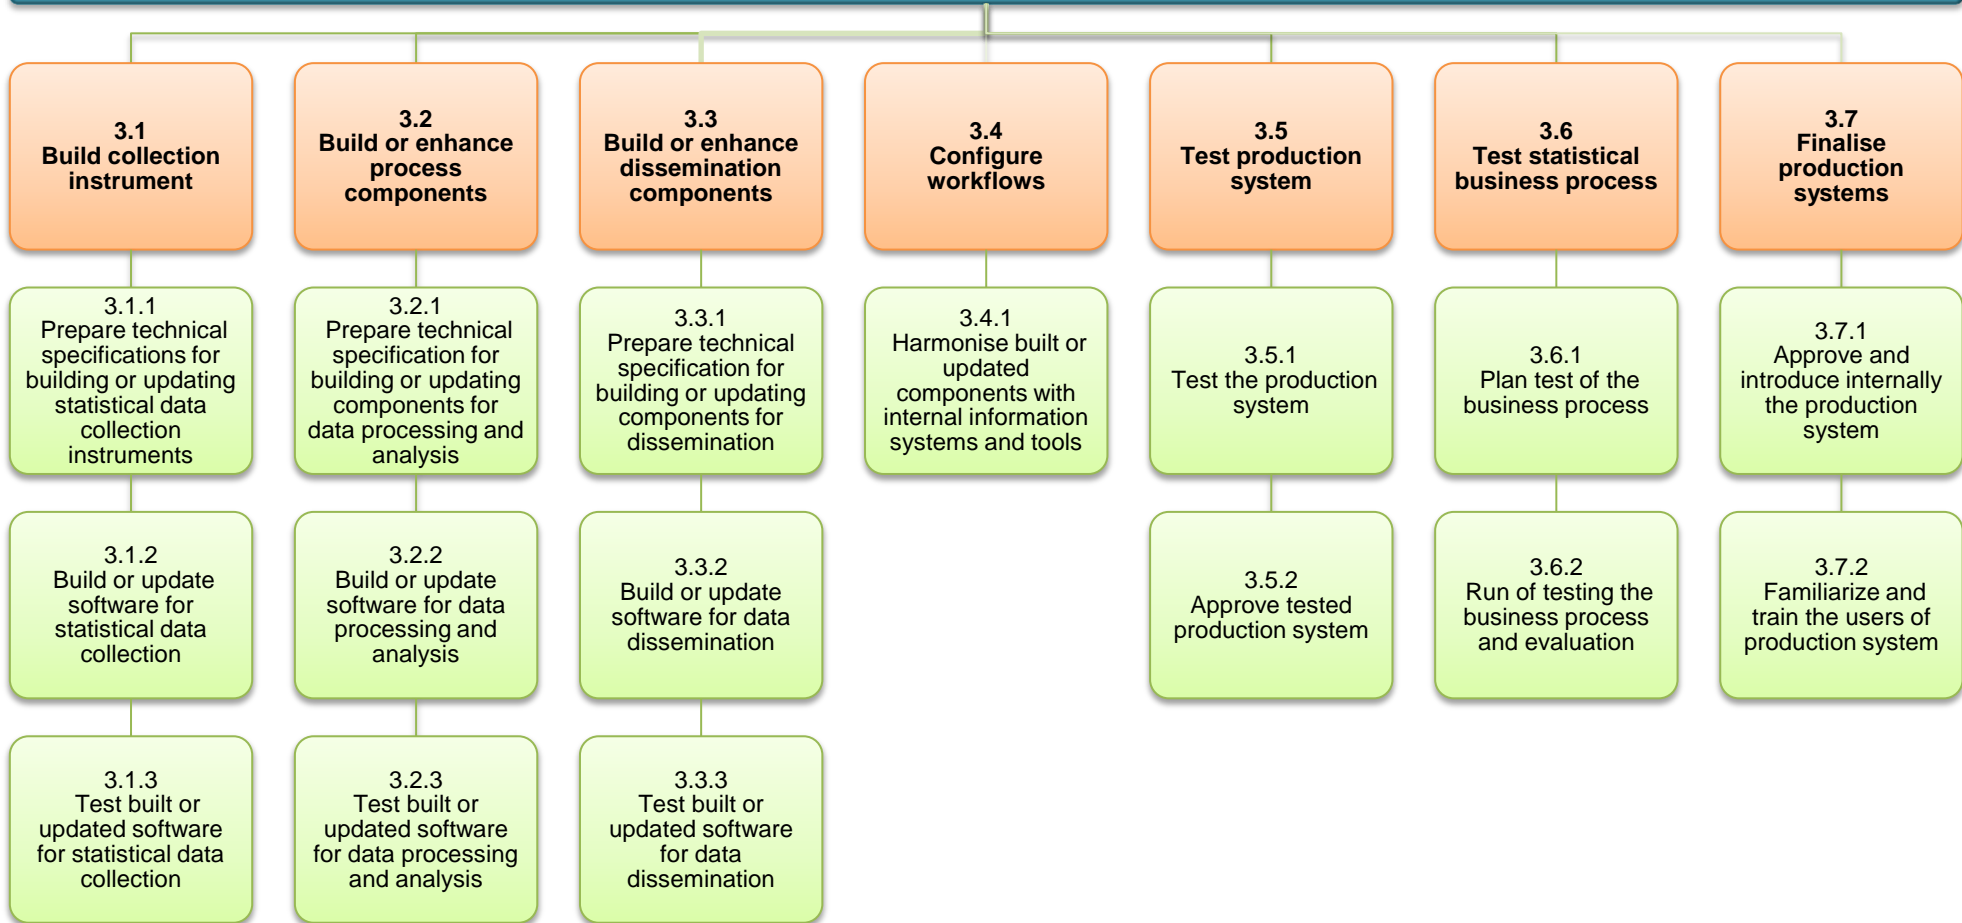 3.1
Build collection
instrument
3.2
Build or enhance
process
components
3.3
Build or enhance
dissemination
components
3.4
Configure
workflows
3.5
Test production
system
3.6
Test statistical
business process
3.7
Finalise
production
systems
3.1.1
Prepare technical
specifications for
building or updating
statistical data
collection
instruments
3.2.1
Prepare technical
specification for
building or updating
components for
data processing and
analysis
3.3.1
Prepare technical
specification for
building or updating
components for
dissemination
3.4.1
Harmonise built or
updated
components with
internal information
systems and tools
3.5.1
Test the production
system
3.6.1
Plan test of the
business process
3.7.1
Approve and
introduce internally
the production
system
3.1.2
Build or update
software for
statistical data
collection
3.2.2
Build or update
software for data
processing and
analysis
3.3.2
Build or update
software for data
dissemination
3.5.2
Approve tested
production system
3.6.2
Run of testing the
business process
and evaluation
3.7.2
Familiarize and
train the users of
production system
3.1.3
Test built or
updated software
for statistical data
collection
3.2.3
Test built or
updated software
for data processing
and analysis
3.3.3
Test built or
updated software
for data
dissemination